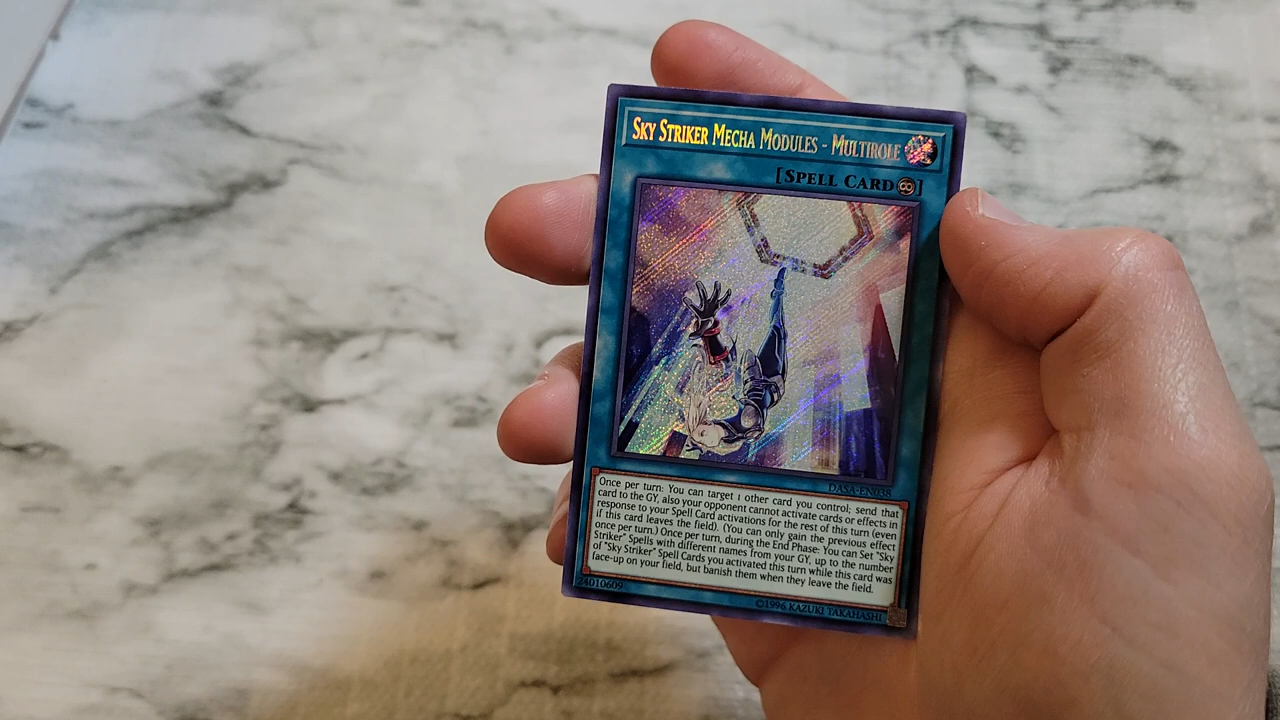 SKY STRIKER MECHA MODULES - MULTIROLE
[SPELL CARD]
DASA-EN038
Once per turn: You can target 1 other card you control; send that
card to the GY, also your opponent cannot activate cards or effects in
response to your Spell Card activations for the rest of this turn (even
if this card leaves the field). (You can only gain the previous effect
once per turn.) Once per turn, during the End Phase: You can Set "Sky
Striker" Spells with different names from your GY, up to the number
of "Sky Striker" Spell Cards you activated this turn while this card was
face-up on your field, but banish them when they leave the field.
24010609
©1996 KAZUKI TAKAHASHI